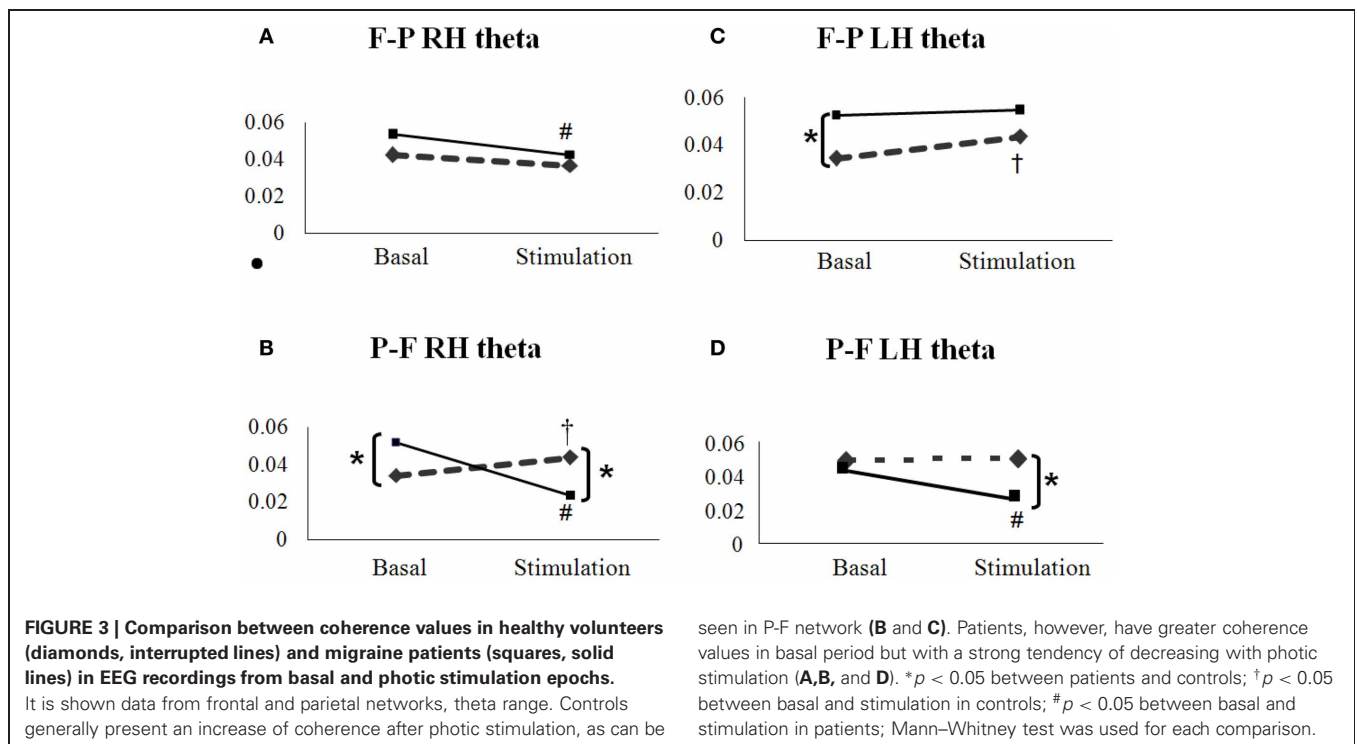 A
F-P RH theta
0.06
0.04
0.02
0
#
Basal Stimulation
B
P-F RH theta
0.06
0.04
0.02
0
*
†
*
#
Basal Stimulation
C
F-P LH theta
0.06
0.04
0.02
0
*
†
Basal Stimulation
D
P-F LH theta
0.06
0.04
0.02
0
*
#
Basal Stimulation
FIGURE 3 | Comparison between coherence values in healthy volunteers
(diamonds, interrupted lines) and migraine patients (squares, solid
lines) in EEG recordings from basal and photic stimulation epochs.
It is shown data from frontal and parietal networks, theta range. Controls
generally present an increase of coherence after photic stimulation, as can be
seen in P-F network (B and C). Patients, however, have greater coherence
values in basal period but with a strong tendency of decreasing with photic
stimulation (A,B, and D). *p < 0.05 between patients and controls; †p < 0.05
between basal and stimulation in controls; #p < 0.05 between basal and
stimulation in patients; Mann–Whitney test was used for each comparison.